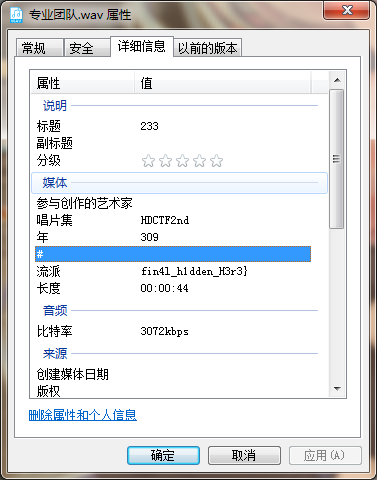 专业团队.wav 属性
常规 安全 详细信息 以前的版本
属性 值
说明
标题 233
副标题
分级
媒体
参与创作的艺术家
唱片集 HDCTF2nd
年 309
#
流派 fin4l_h1dden_H3r3}
长度 00:00:44
音频
比特率 3072kbps
来源
创建媒体日期
版权
删除属性和个人信息
确定 取消 应用(A)